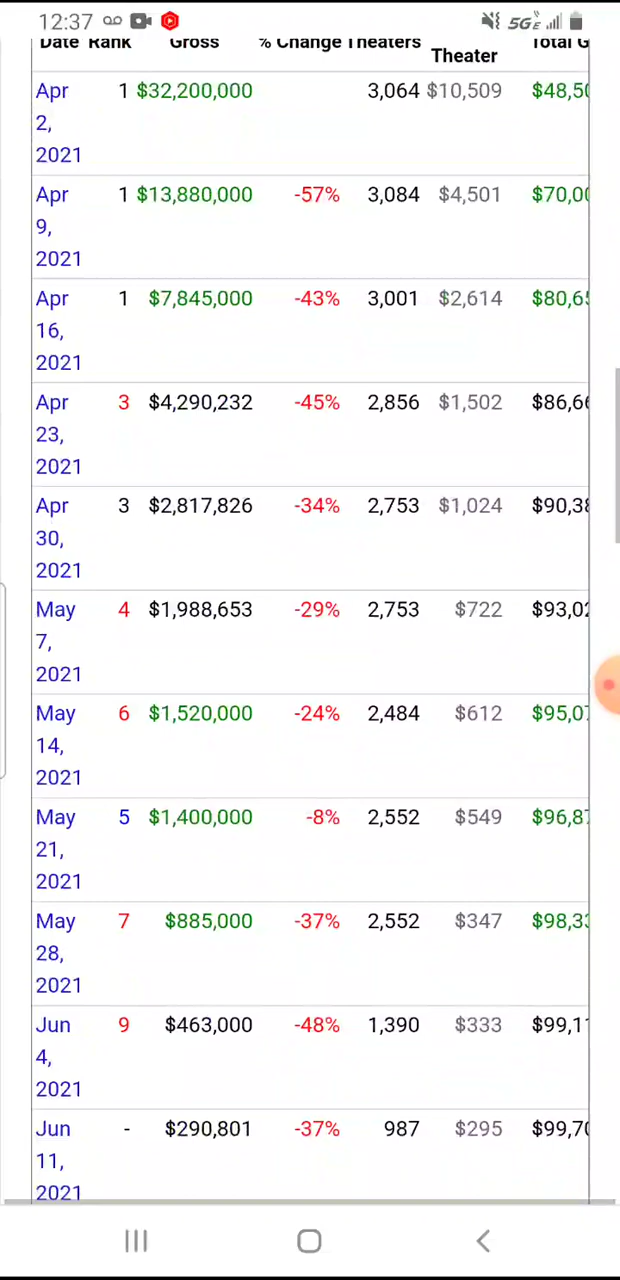 12:37 5GE
Date Rank Gross % Change Theaters Theater Total G
Apr 2, 2021 1 $32,200,000 3,064 $10,509 $48,50
Apr 9, 2021 1 $13,880,000 -57% 3,084 $4,501 $70,00
Apr 16, 2021 1 $7,845,000 -43% 3,001 $2,614 $80,65
Apr 23, 2021 3 $4,290,232 -45% 2,856 $1,502 $86,66
Apr 30, 2021 3 $2,817,826 -34% 2,753 $1,024 $90,38
May 7, 2021 4 $1,988,653 -29% 2,753 $722 $93,02
May 14, 2021 6 $1,520,000 -24% 2,484 $612 $95,07
May 21, 2021 5 $1,400,000 -8% 2,552 $549 $96,87
May 28, 2021 7 $885,000 -37% 2,552 $347 $98,33
Jun 4, 2021 9 $463,000 -48% 1,390 $333 $99,11
Jun 11, 2021 - $290,801 -37% 987 $295 $99,70